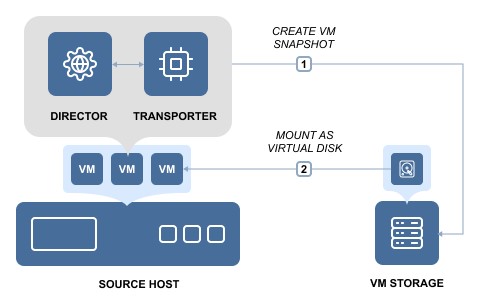 CREATE VM
SNAPSHOT
1
DIRECTOR
TRANSPORTER
MOUNT AS
VIRTUAL DISK
2
VM
VM
VM
SOURCE HOST
VM STORAGE